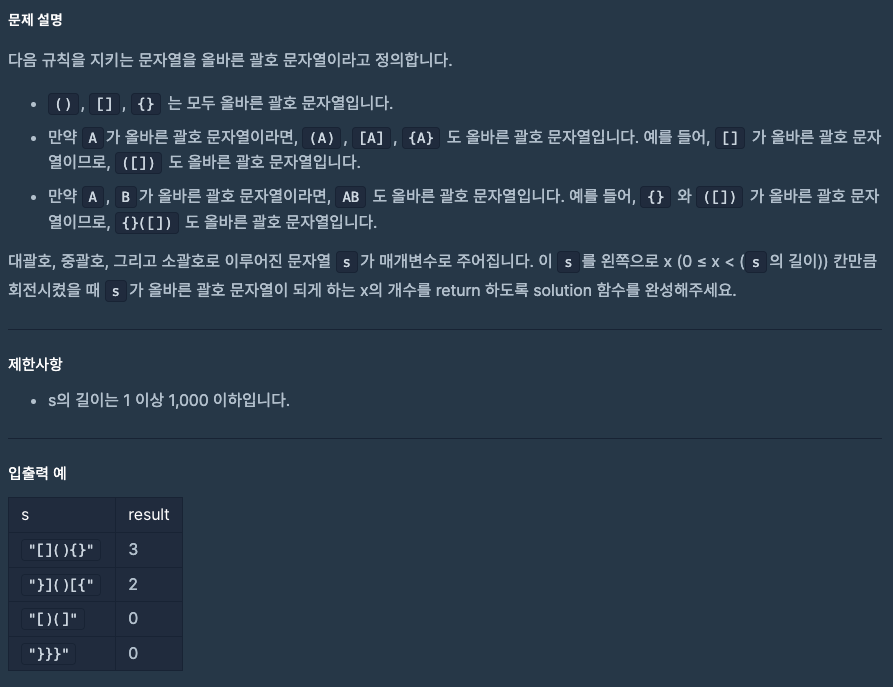 문제 설명
다음 규칙을 지키는 문자열을 올바른 괄호 문자열이라고 정의합니다.
• (), [], {} 는 모두 올바른 괄호 문자열입니다.
• 만약 A가 올바른 괄호 문자열이라면, (A), [A], {A} 도 올바른 괄호 문자열입니다. 예를 들어, [] 가 올바른 괄호 문자
열이므로, ([]) 도 올바른 괄호 문자열입니다.
• 만약 A, B가 올바른 괄호 문자열이라면, AB 도 올바른 괄호 문자열입니다. 예를 들어, {} 와 ([]) 가 올바른 괄호 문자
열이므로, {}([]) 도 올바른 괄호 문자열입니다.
대괄호, 중괄호, 그리고 소괄호로 이루어진 문자열 s가 매개변수로 주어집니다. 이 s를 왼쪽으로 x (0 ≤ x < (s의 길이)) 칸만큼
회전시켰을 때 s가 올바른 괄호 문자열이 되게 하는 x의 개수를 return 하도록 solution 함수를 완성해주세요.
제한사항
• s의 길이는 1 이상 1,000 이하입니다.
입출력 예
s result
"[](){}" 3
"}]()[{" 2
"[)(]" 0
"}}}" 0